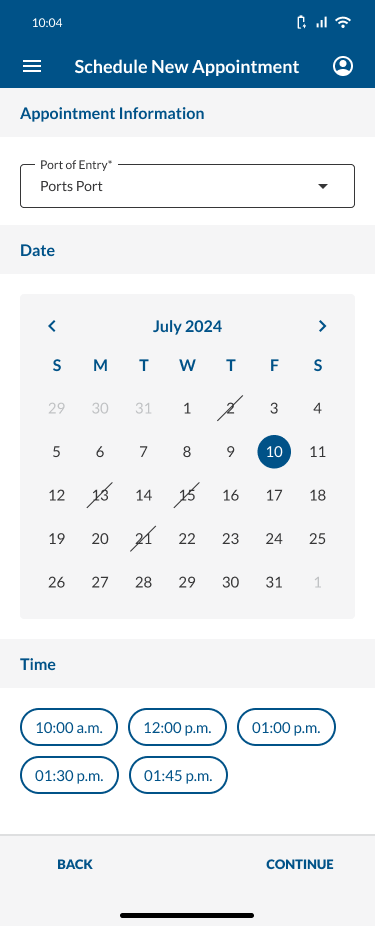 10:04
Schedule New Appointment
Appointment Information
Port of Entry*
Ports Port
Date
July 2024
S M T W T F S
29 30 31 1 2 3 4
5 6 7 8 9 10 11
12 13 14 15 16 17 18
19 20 21 22 23 24 25
26 27 28 29 30 31 1
Time
10:00 a.m. 12:00 p.m. 01:00 p.m.
01:30 p.m. 01:45 p.m.
BACK CONTINUE